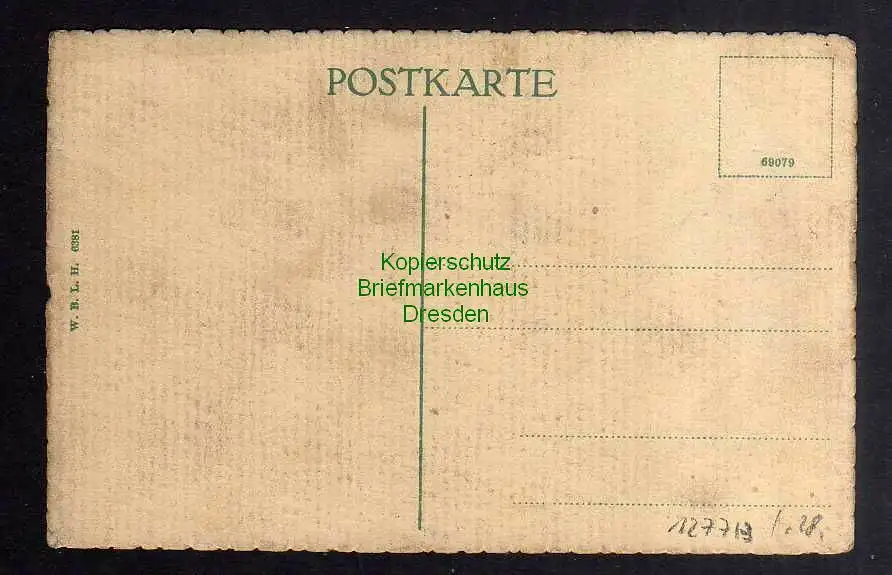 POSTKARTE
69079
W. B. L. H. 6381
Kopierschutz
Briefmarkenhaus
Dresden